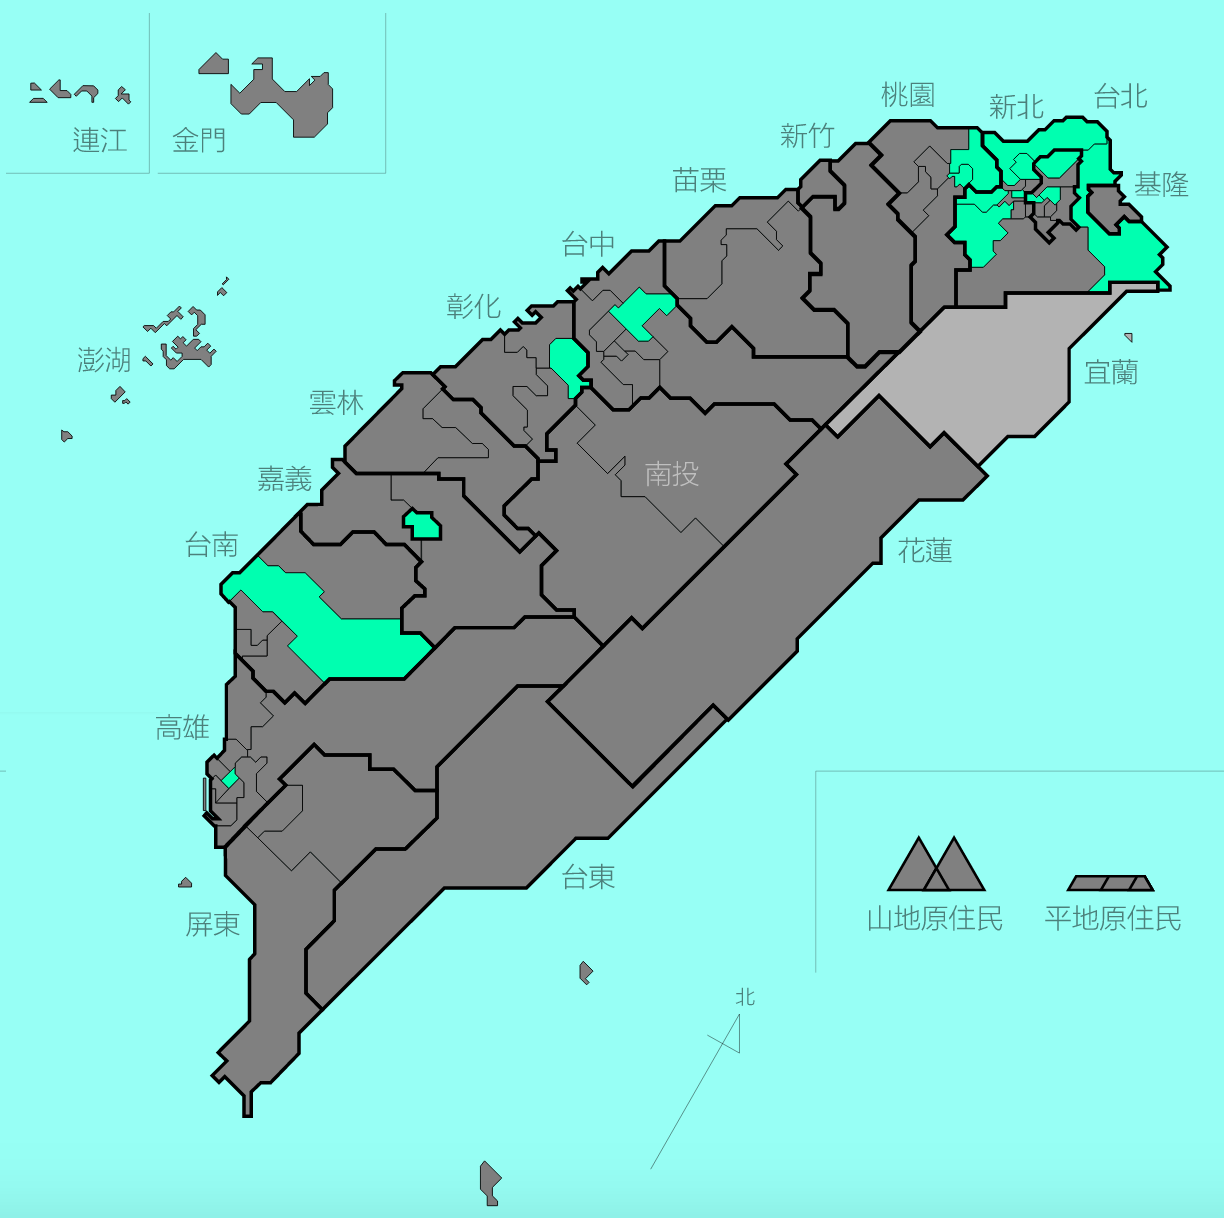 連江
金門
桃園
新北
台北
新竹
苗栗
基隆
台中
彰化
澎湖
宜蘭
雲林
嘉義
南投
台南
花蓮
高雄
台東
屏東
山地原住民
平地原住民
北